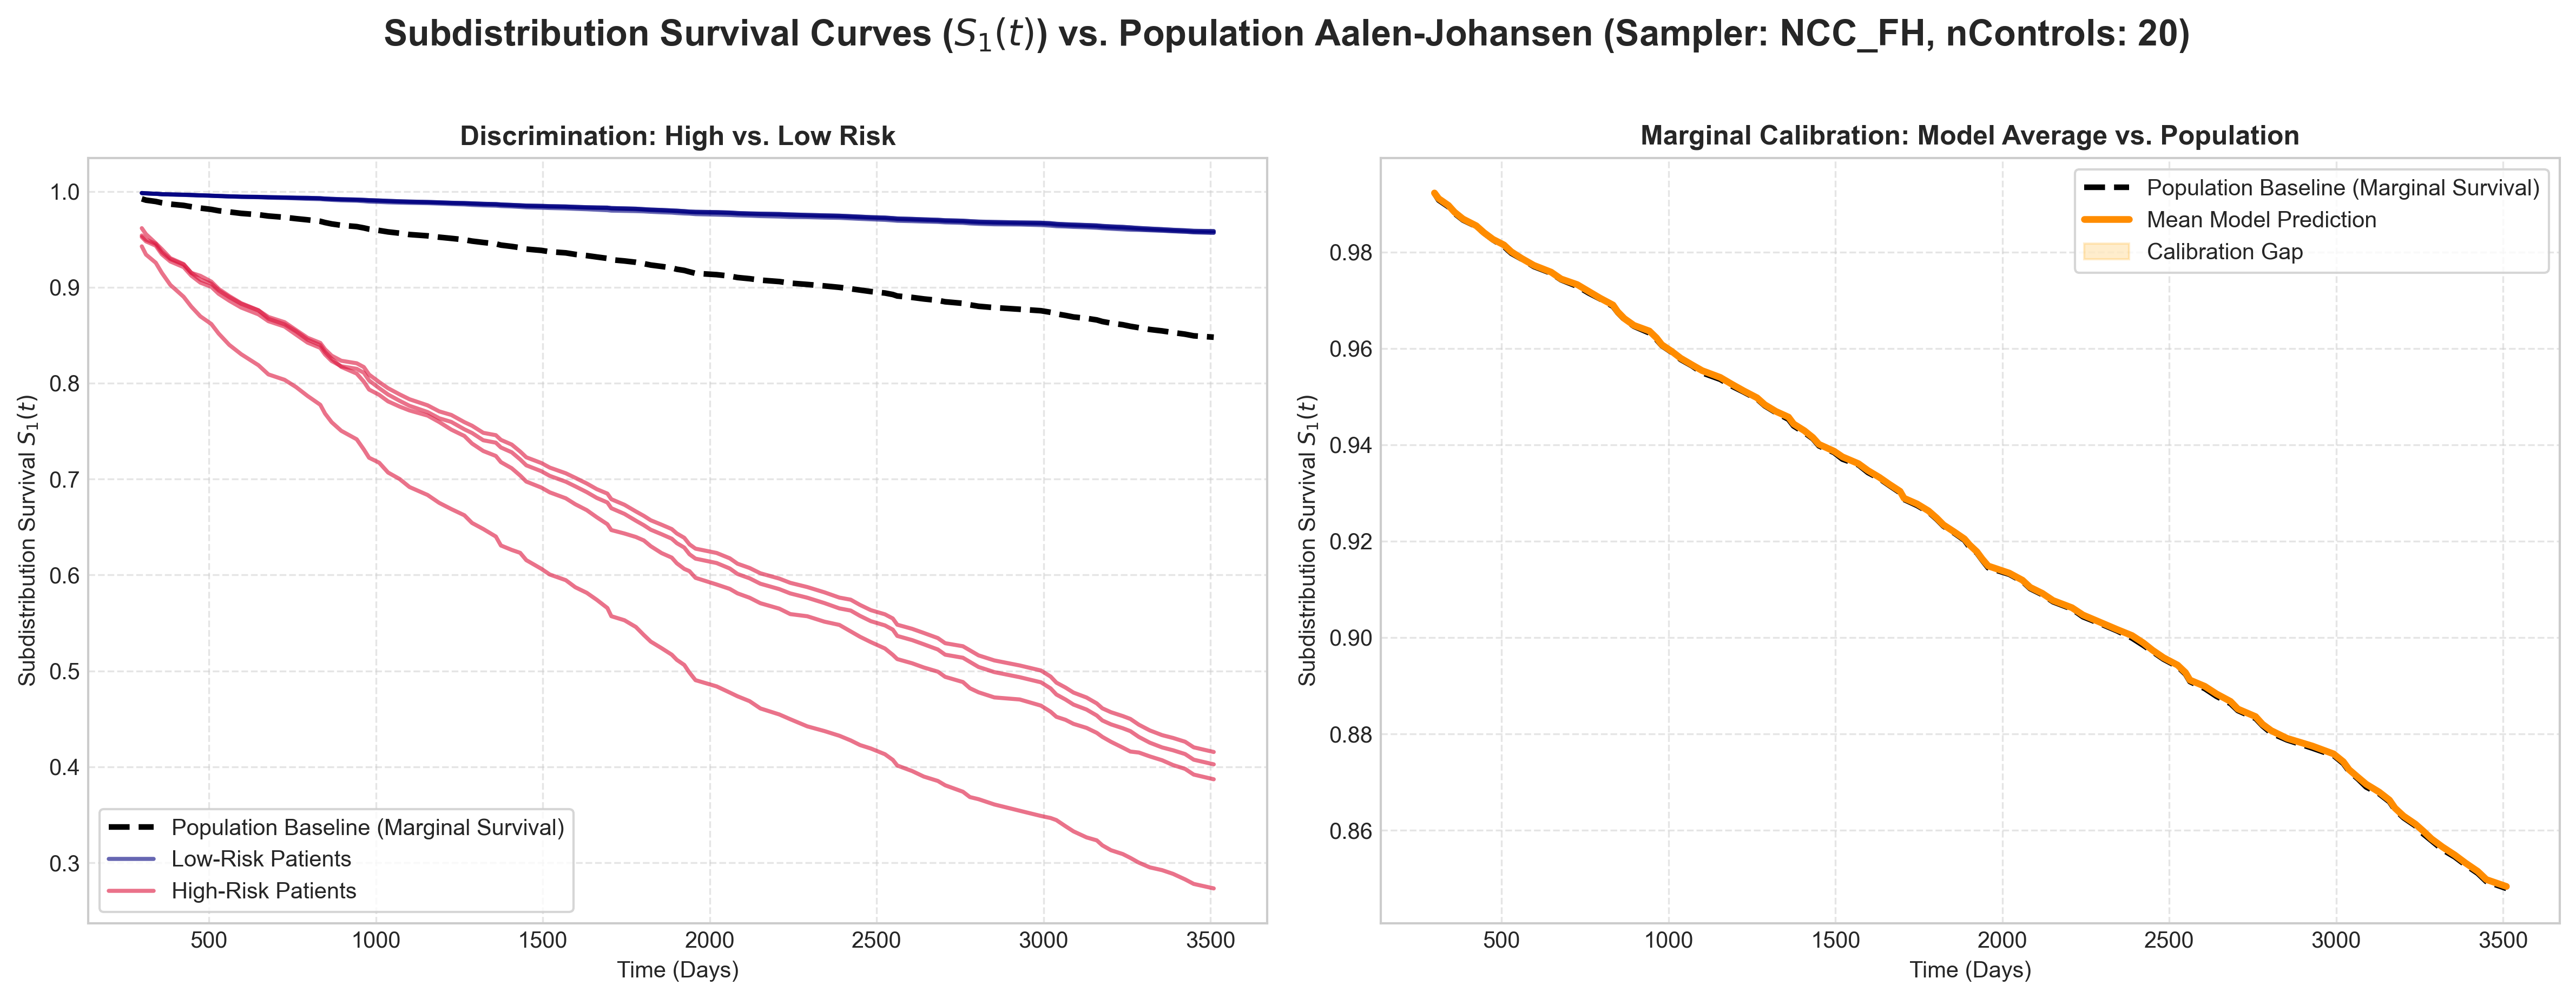 Subdistribution Survival Curves (S₁(t)) vs. Population Aalen-Johansen (Sampler: NCC_FH, nControls: 20)
Discrimination: High vs. Low Risk
Subdistribution Survival S₁(t)
1.0
0.9
0.8
0.7
0.6
0.5
0.4
0.3
Population Baseline (Marginal Survival)
Low-Risk Patients
High-Risk Patients
500 1000 1500 2000 2500 3000 3500
Time (Days)
Marginal Calibration: Model Average vs. Population
Subdistribution Survival S₁(t)
0.98
0.96
0.94
0.92
0.90
0.88
0.86
Population Baseline (Marginal Survival)
Mean Model Prediction
Calibration Gap
500 1000 1500 2000 2500 3000 3500
Time (Days)